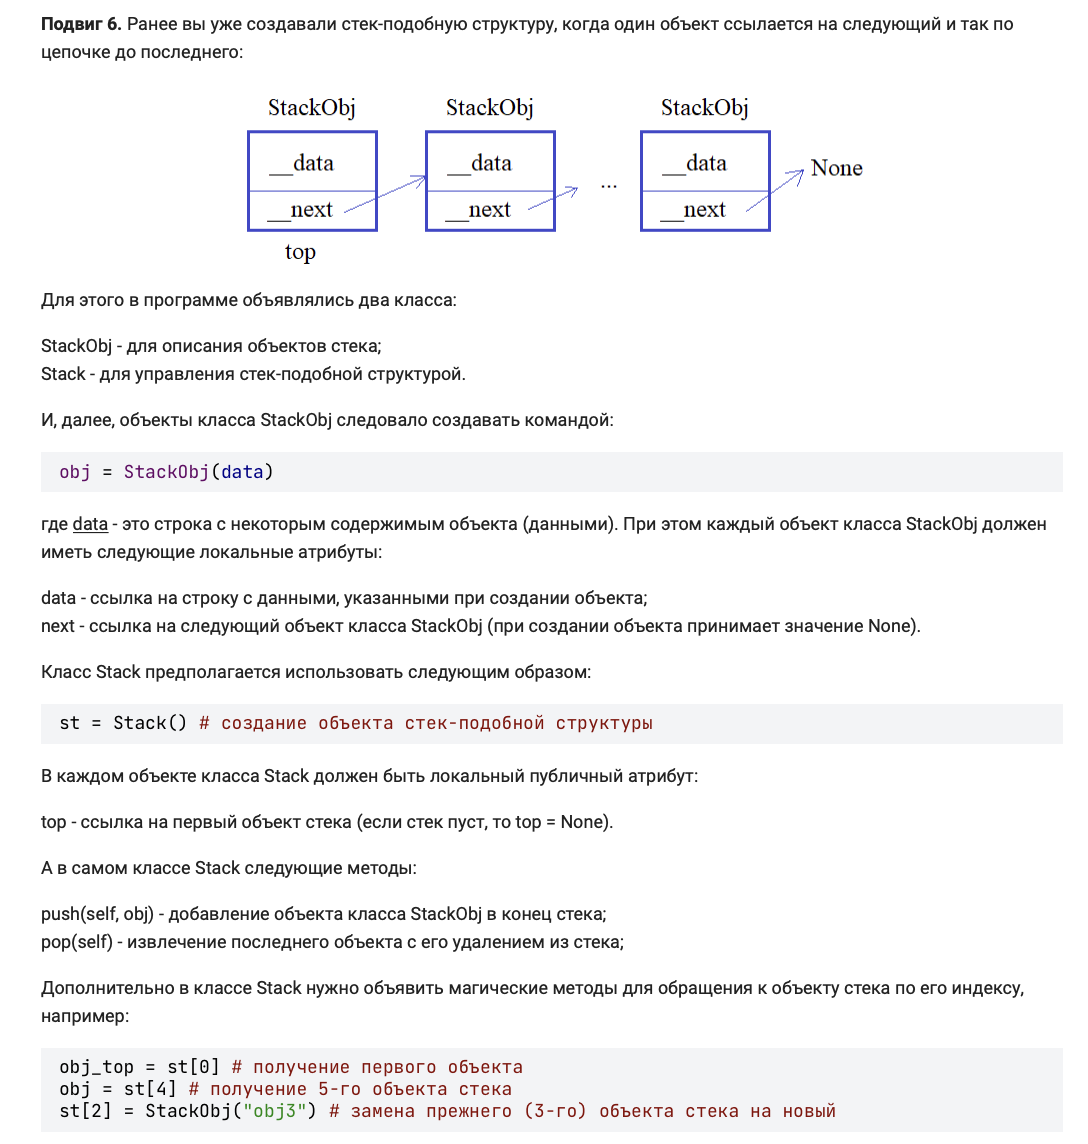 Подвиг 6. Ранее вы уже создавали стек-подобную структуру, когда один объект ссылается на следующий и так по
цепочке до последнего:
StackObj StackObj StackObj
__data __data __data None
...
__next __next __next
top
Для этого в программе объявлялись два класса:
StackObj - для описания объектов стека;
Stack - для управления стек-подобной структурой.
И, далее, объекты класса StackObj следовало создавать командой:
obj = StackObj(data)
где data - это строка с некоторым содержимым объекта (данными). При этом каждый объект класса StackObj должен
иметь следующие локальные атрибуты:
data - ссылка на строку с данными, указанными при создании объекта;
next - ссылка на следующий объект класса StackObj (при создании объекта принимает значение None).
Класс Stack предполагается использовать следующим образом:
st = Stack() # создание объекта стек-подобной структуры
В каждом объекте класса Stack должен быть локальный публичный атрибут:
top - ссылка на первый объект стека (если стек пуст, то top = None).
А в самом классе Stack следующие методы:
push(self, obj) - добавление объекта класса StackObj в конец стека;
pop(self) - извлечение последнего объекта с его удалением из стека;
Дополнительно в классе Stack нужно объявить магические методы для обращения к объекту стека по его индексу,
например:
obj_top = st[0] # получение первого объекта
obj = st[4] # получение 5-го объекта стека
st[2] = StackObj("obj3") # замена прежнего (3-го) объекта стека на новый